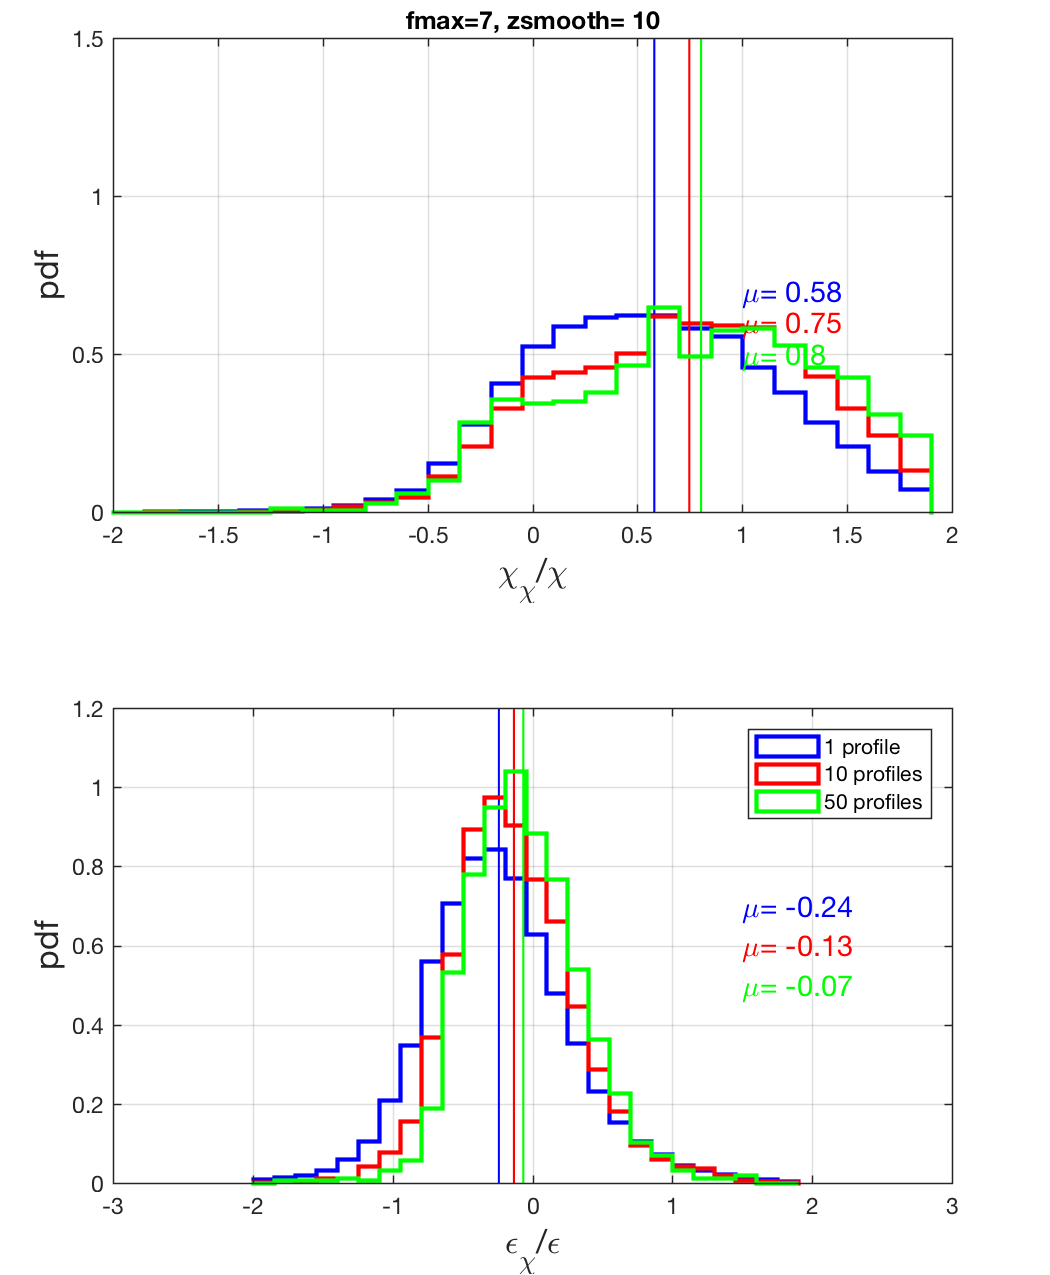 fmax=7, zsmooth= 10
1.5
1
0.5
0
pdf
μ= 0.58
μ= 0.75
μ= 0.8
-2 -1.5 -1 -0.5 0 0.5 1 1.5 2
χχ/χ
1.2
1
0.8
0.6
0.4
0.2
0
pdf
1 profile
10 profiles
50 profiles
μ= -0.24
μ= -0.13
μ= -0.07
-3 -2 -1 0 1 2 3
ϵχ/ϵ